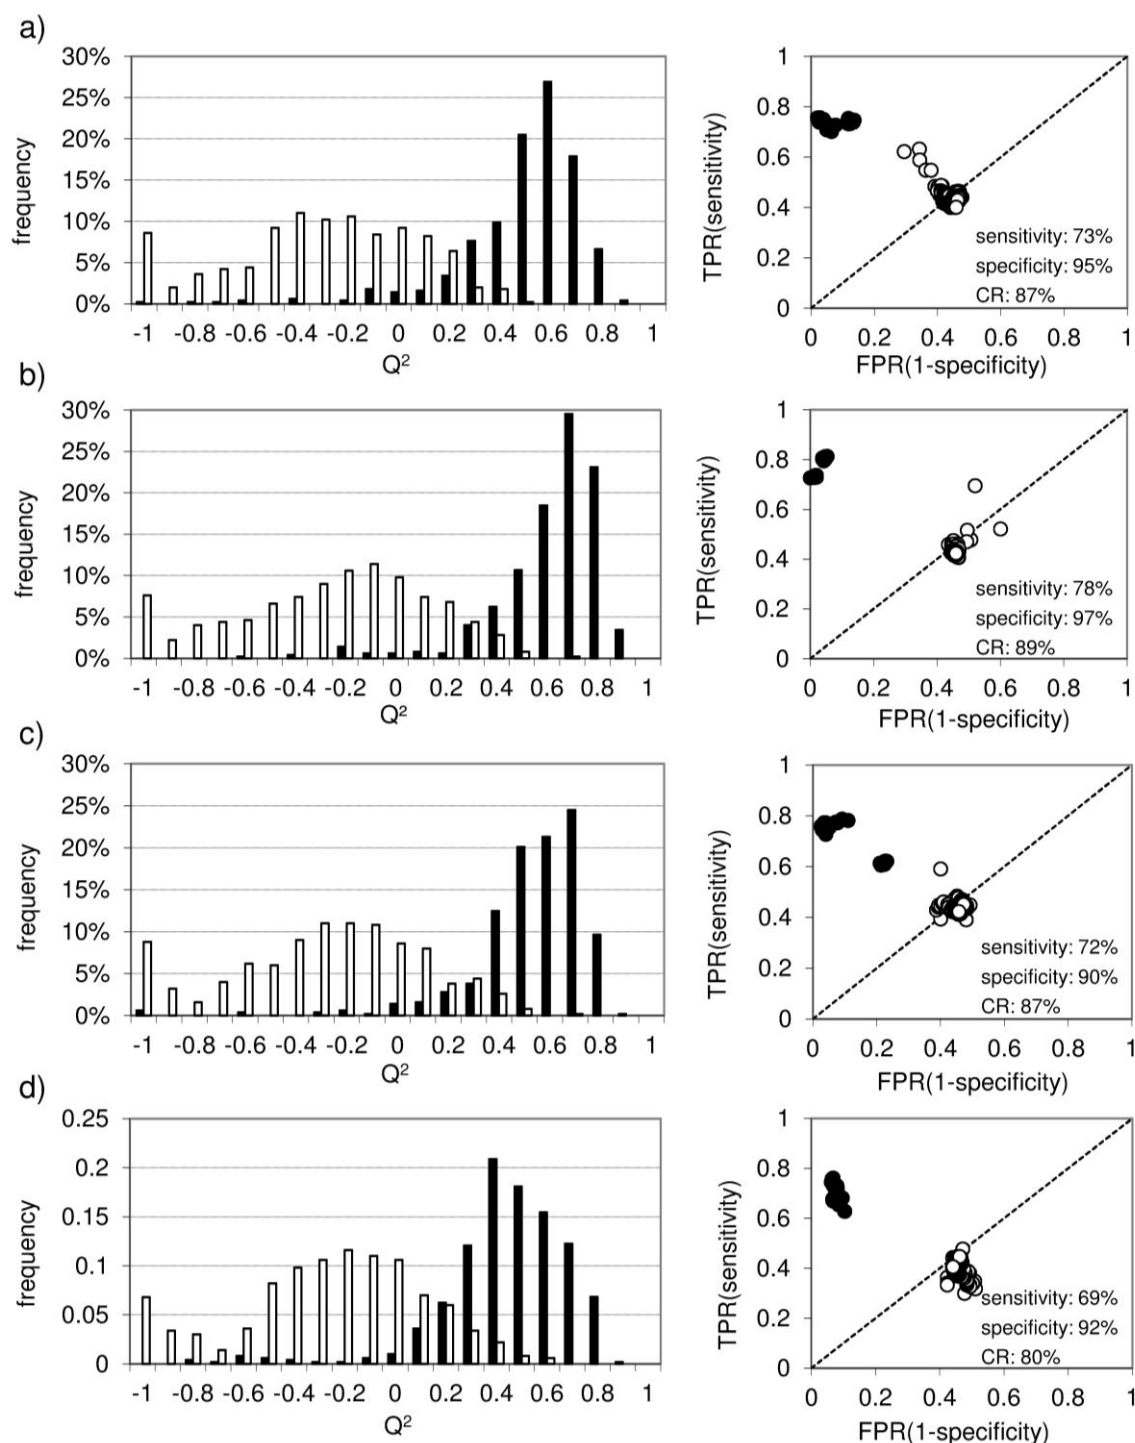 a)
30%
25%
20%
15%
10%
5%
0%
frequency
-1 -0.8 -0.6 -0.4 -0.2 0 0.2 0.4 0.6 0.8 1
Q²
1
0.8
0.6
0.4
0.2
0
TPR(sensitivity)
sensitivity: 73%
specificity: 95%
CR: 87%
0 0.2 0.4 0.6 0.8 1
FPR(1-specificity)
b)
30%
25%
20%
15%
10%
5%
0%
frequency
-1 -0.8 -0.6 -0.4 -0.2 0 0.2 0.4 0.6 0.8 1
Q²
1
0.8
0.6
0.4
0.2
0
TPR(sensitivity)
sensitivity: 78%
specificity: 97%
CR: 89%
0 0.2 0.4 0.6 0.8 1
FPR(1-specificity)
c)
30%
25%
20%
15%
10%
5%
0%
frequency
-1 -0.8 -0.6 -0.4 -0.2 0 0.2 0.4 0.6 0.8 1
Q²
1
0.8
0.6
0.4
0.2
0
TPR(sensitivity)
sensitivity: 72%
specificity: 90%
CR: 87%
0 0.2 0.4 0.6 0.8 1
FPR(1-specificity)
d)
0.25
0.2
0.15
0.1
0.05
0
frequency
-1 -0.8 -0.6 -0.4 -0.2 0 0.2 0.4 0.6 0.8 1
Q²
1
0.8
0.6
0.4
0.2
0
TPR(sensitivity)
sensitivity: 69%
specificity: 92%
CR: 80%
0 0.2 0.4 0.6 0.8 1
FPR(1-specificity)